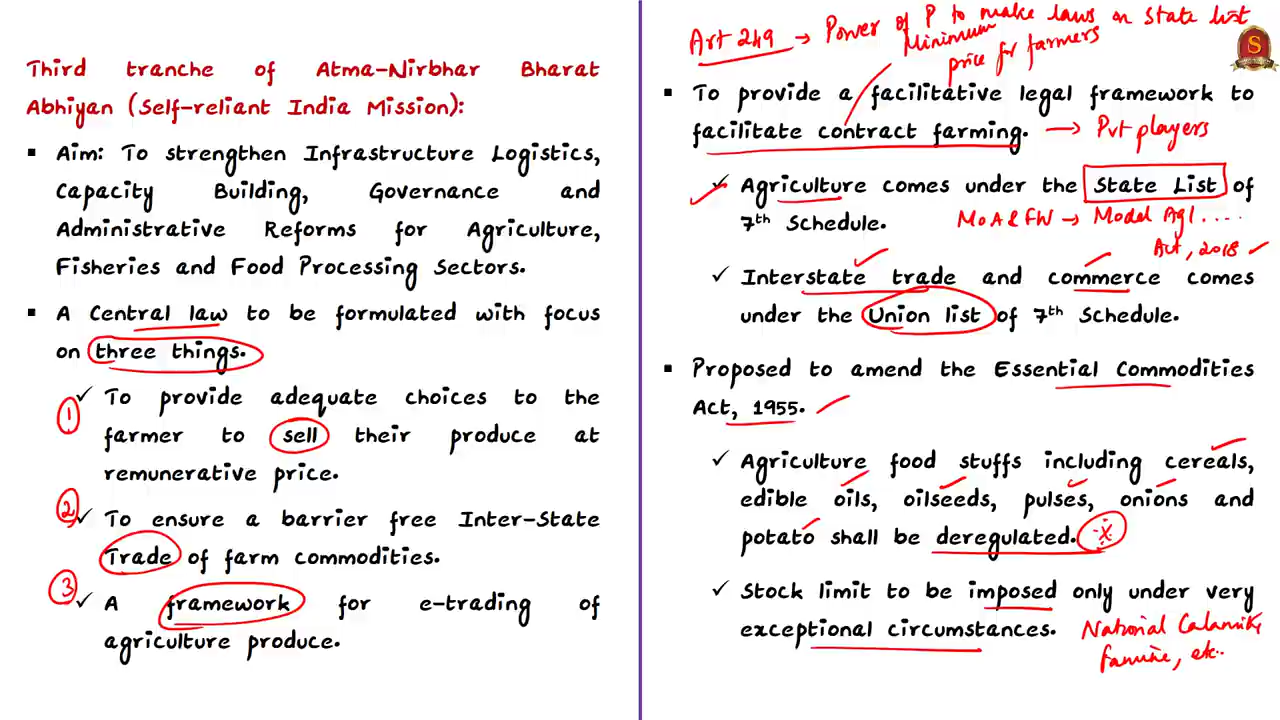 Third tranche of Atma-Nirbhar Bharat
Abhiyan (Self-reliant India Mission):
▪ Aim: To strengthen Infrastructure Logistics,
Capacity Building, Governance and
Administrative Reforms for Agriculture,
Fisheries and Food Processing Sectors.
▪ A Central law to be formulated with focus
on three things.
① ✓ To provide adequate choices to the
farmer to sell their produce at
remunerative price.
② ✓ To ensure a barrier free Inter-State
Trade of farm commodities.
③ ✓ A framework for e-trading of
agriculture produce.
Art 249 → Power of P to make laws on State list
Minimum
price for farmers
S
▪ To provide a facilitative legal framework to
facilitate contract farming. → Pvt players
✓ Agriculture comes under the State List of
7th Schedule. MoA&FW → Model Agl ....
Act, 2018
✓ Interstate trade and commerce comes
under the Union list of 7th Schedule.
▪ Proposed to amend the Essential Commodities
Act, 1955.
✓ Agriculture food stuffs including cereals,
edible oils, oilseeds, pulses, onions and
potato shall be deregulated. *
✓ Stock limit to be imposed only under very
exceptional circumstances. National Calamity,
famine, etc..